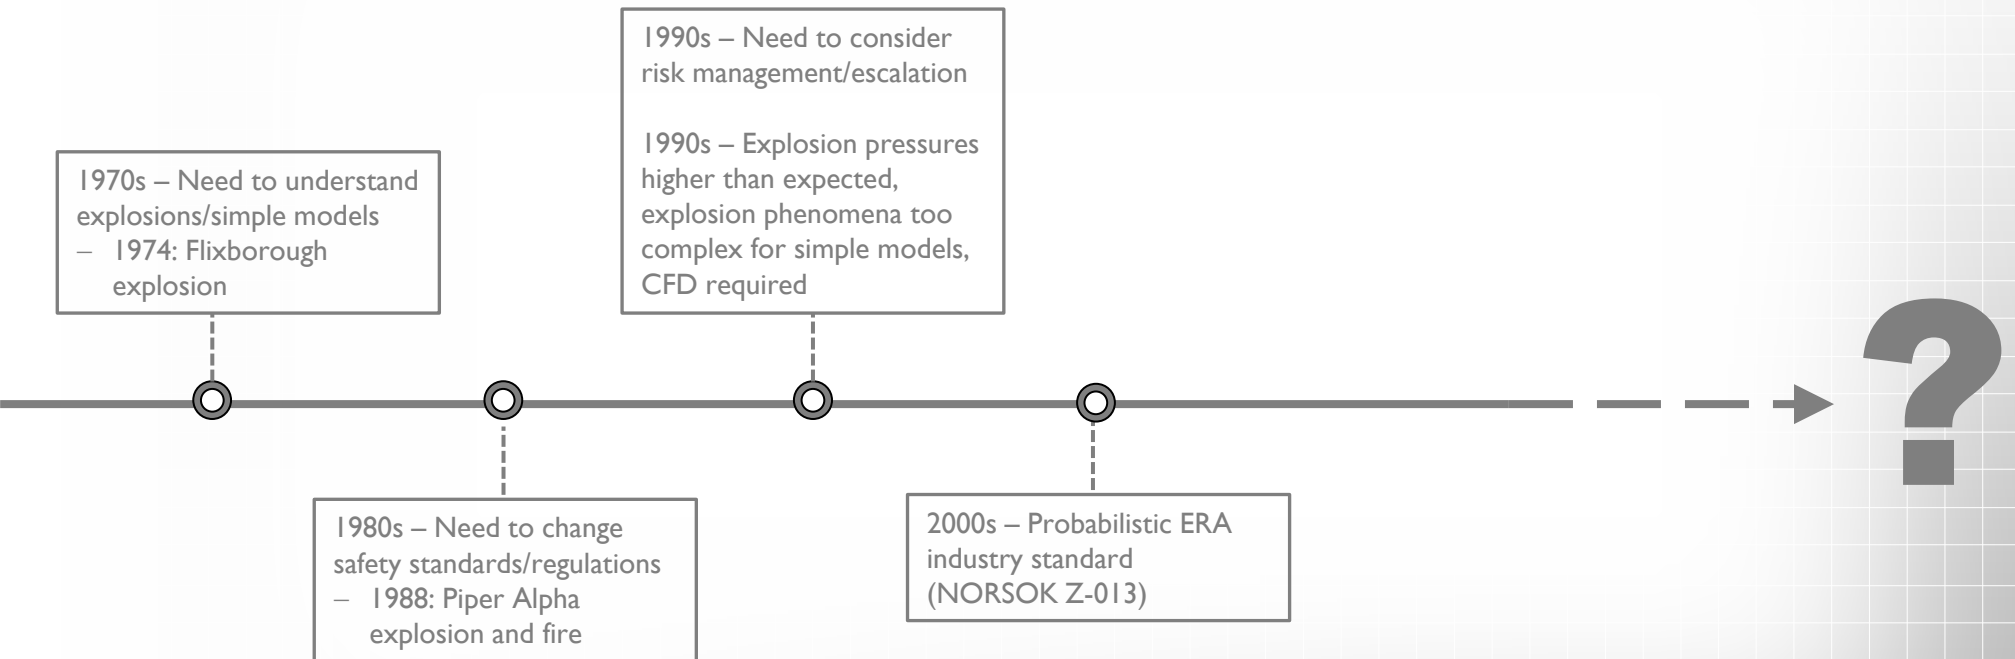 1970s – Need to understand
explosions/simple models
– 1974: Flixborough
explosion
1980s – Need to change
safety standards/regulations
– 1988: Piper Alpha
explosion and fire
1990s – Need to consider
risk management/escalation
1990s – Explosion pressures
higher than expected,
explosion phenomena too
complex for simple models,
CFD required
2000s – Probabilistic ERA
industry standard
(NORSOK Z-013)
?